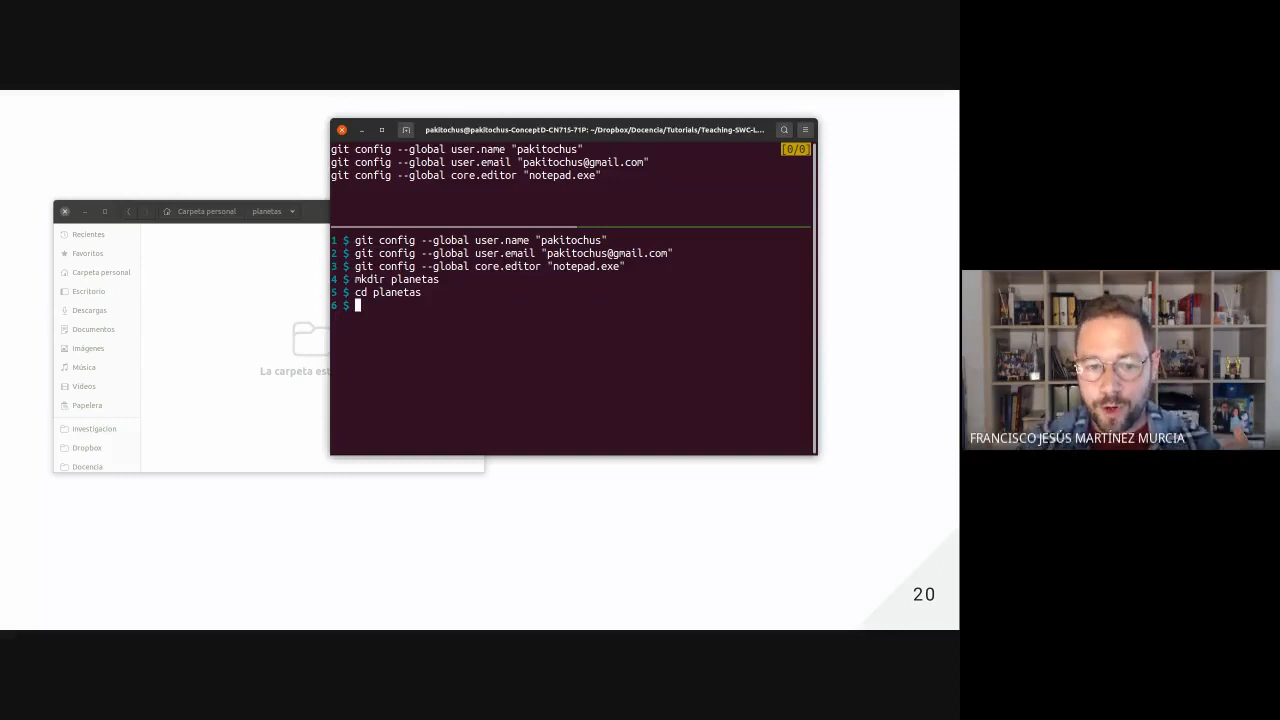 pakitochus@pakitochus-ConceptD-CN715-71P: ~/Dropbox/Docencia/Tutorials/Teaching-SWC-L...
git config --global user.name "pakitochus"
[0/0]
git config --global user.email "pakitochus@gmail.com"
git config --global core.editor "notepad.exe"
1 $ git config --global user.name "pakitochus"
2 $ git config --global user.email "pakitochus@gmail.com"
3 $ git config --global core.editor "notepad.exe"
4 $ mkdir planetas
5 $ cd planetas
6 $
Carpeta personal
planetas
Recientes
Favoritos
Carpeta personal
Escritorio
Descargas
Documentos
Imágenes
Música
Vídeos
Papelera
Investigacion
Dropbox
Docencia
La carpeta est
20
FRANCISCO JESÚS MARTÍNEZ MURCIA